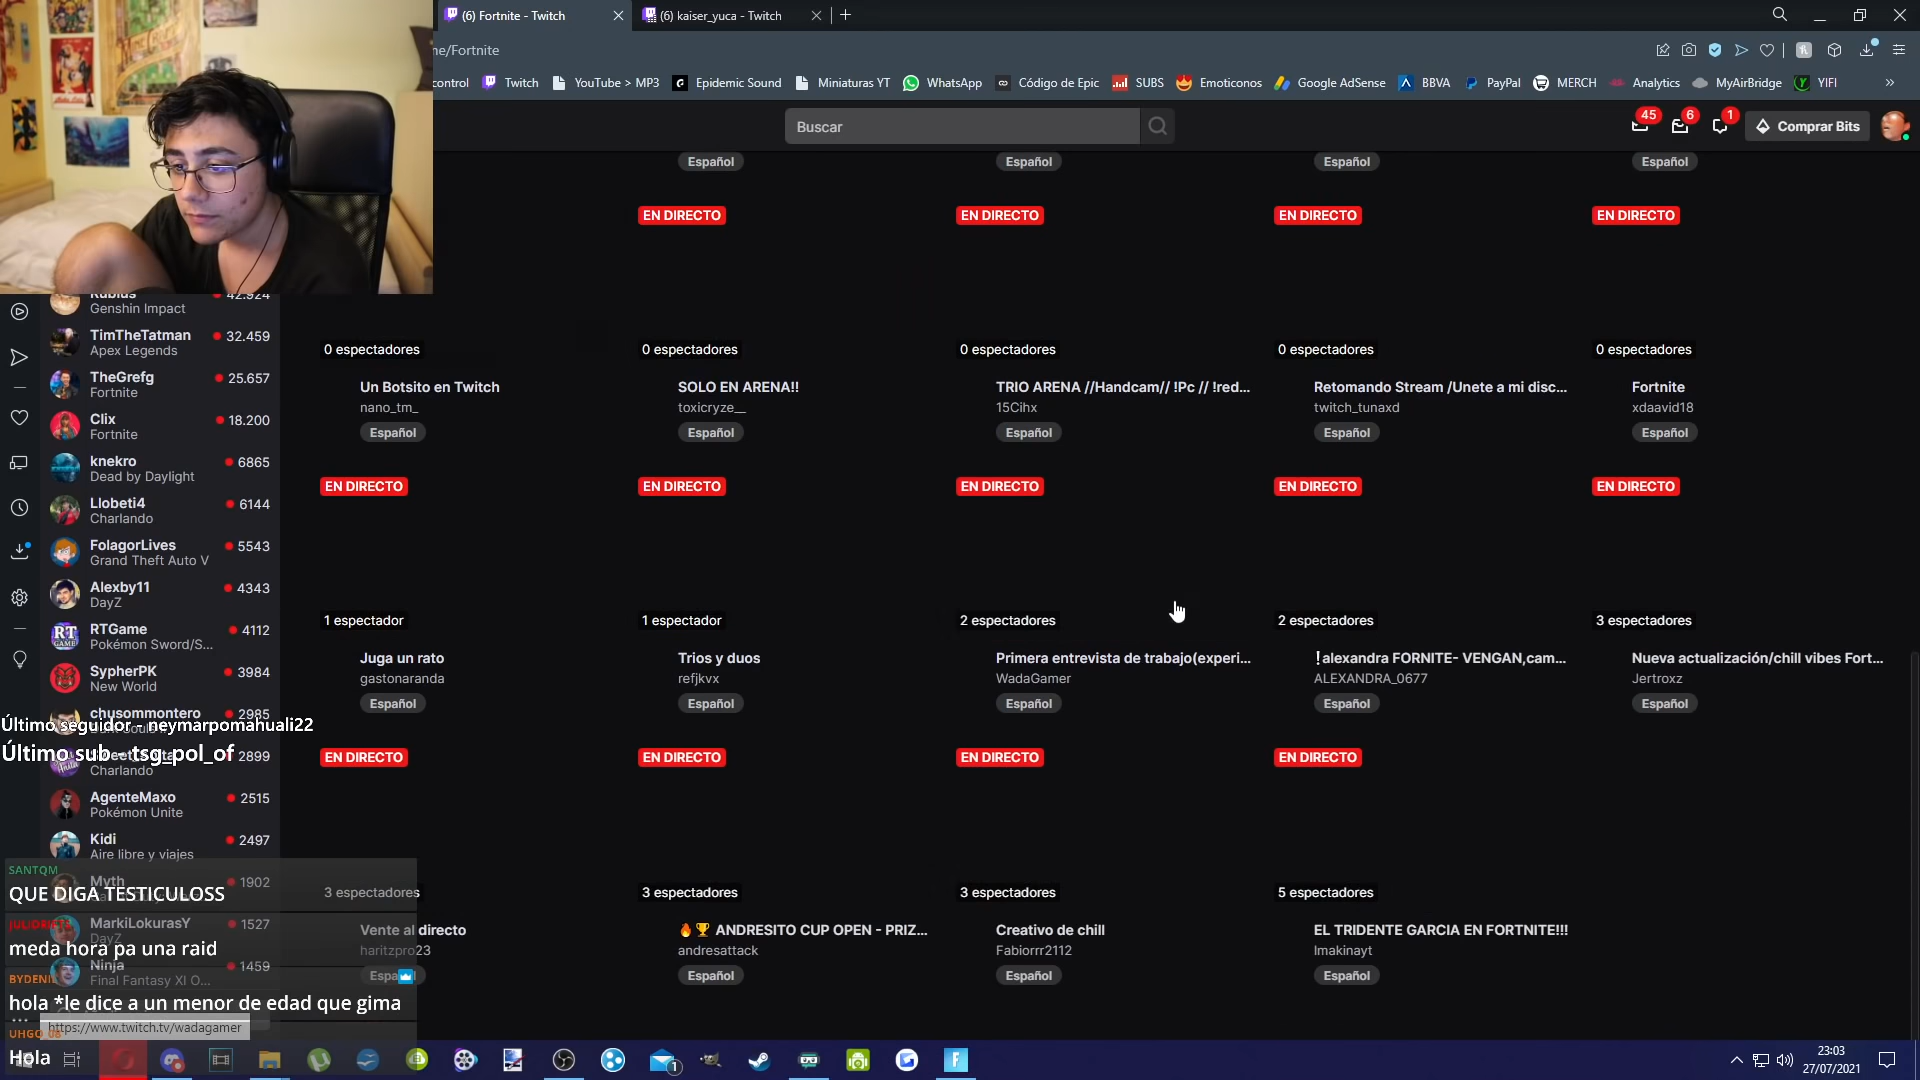 (6) Fortnite - Twitch
(6) kaiser_yuca - Twitch
ne/Fortnite
control
Twitch
YouTube > MP3
Epidemic Sound
Miniaturas YT
WhatsApp
Código de Epic
SUBS
Emoticonos
Google AdSense
BBVA
PayPal
MERCH
Analytics
MyAirBridge
YIFI
»
Buscar
45
6
1
Comprar Bits
Español
Español
Español
Español
EN DIRECTO
EN DIRECTO
EN DIRECTO
EN DIRECTO
0 espectadores
0 espectadores
0 espectadores
0 espectadores
0 espectadores
Un Botsito en Twitch
nano_tm_
Español
SOLO EN ARENA!!
toxicryze__
Español
TRIO ARENA //Handcam// !Pc // !red...
15Cihx
Español
Retomando Stream /Unete a mi disc...
twitch_tunaxd
Español
Fortnite
xdaavid18
Español
EN DIRECTO
EN DIRECTO
EN DIRECTO
EN DIRECTO
EN DIRECTO
1 espectador
1 espectador
2 espectadores
2 espectadores
3 espectadores
Juga un rato
gastonaranda
Español
Trios y duos
refjkvx
Español
Primera entrevista de trabajo(experi...
WadaGamer
Español
!alexandra FORNITE- VENGAN,cam...
ALEXANDRA_0677
Español
Nueva actualización/chill vibes Fort...
Jertroxz
Español
EN DIRECTO
EN DIRECTO
EN DIRECTO
EN DIRECTO
3 espectadores
3 espectadores
3 espectadores
5 espectadores
Vente al directo
haritzpro23
Español
🔥🏆 ANDRESITO CUP OPEN - PRIZ...
andresattack
Español
Creativo de chill
Fabiorrr2112
Español
EL TRIDENTE GARCIA EN FORTNITE!!!
Imakinayt
Español
Rubius
42.924
Genshin Impact
TimTheTatman
32.459
Apex Legends
TheGrefg
25.657
Fortnite
Clix
18.200
Fortnite
knekro
6865
Dead by Daylight
Llobeti4
6144
Charlando
FolagorLives
5543
Grand Theft Auto V
Alexby11
4343
DayZ
RTGame
4112
Pokémon Sword/S...
SypherPK
3984
New World
chusommontero
2985
Último seguidor - neymarpomahuali22
Último sub - tsg_pol_of
2899
Charlando
AgenteMaxo
2515
Pokémon Unite
Kidi
2497
Aire libre y viajes
Myth
1902
MarkiLokurasY
1527
DayZ
Ninja
1459
Final Fantasy XI O...
SANTQM
QUE DIGA TESTICULOSS
meda hora pa una raid
hola *le dice a un menor de edad que gima
https://www.twitch.tv/wadagamer
Hola
1
23:03
27/07/2021